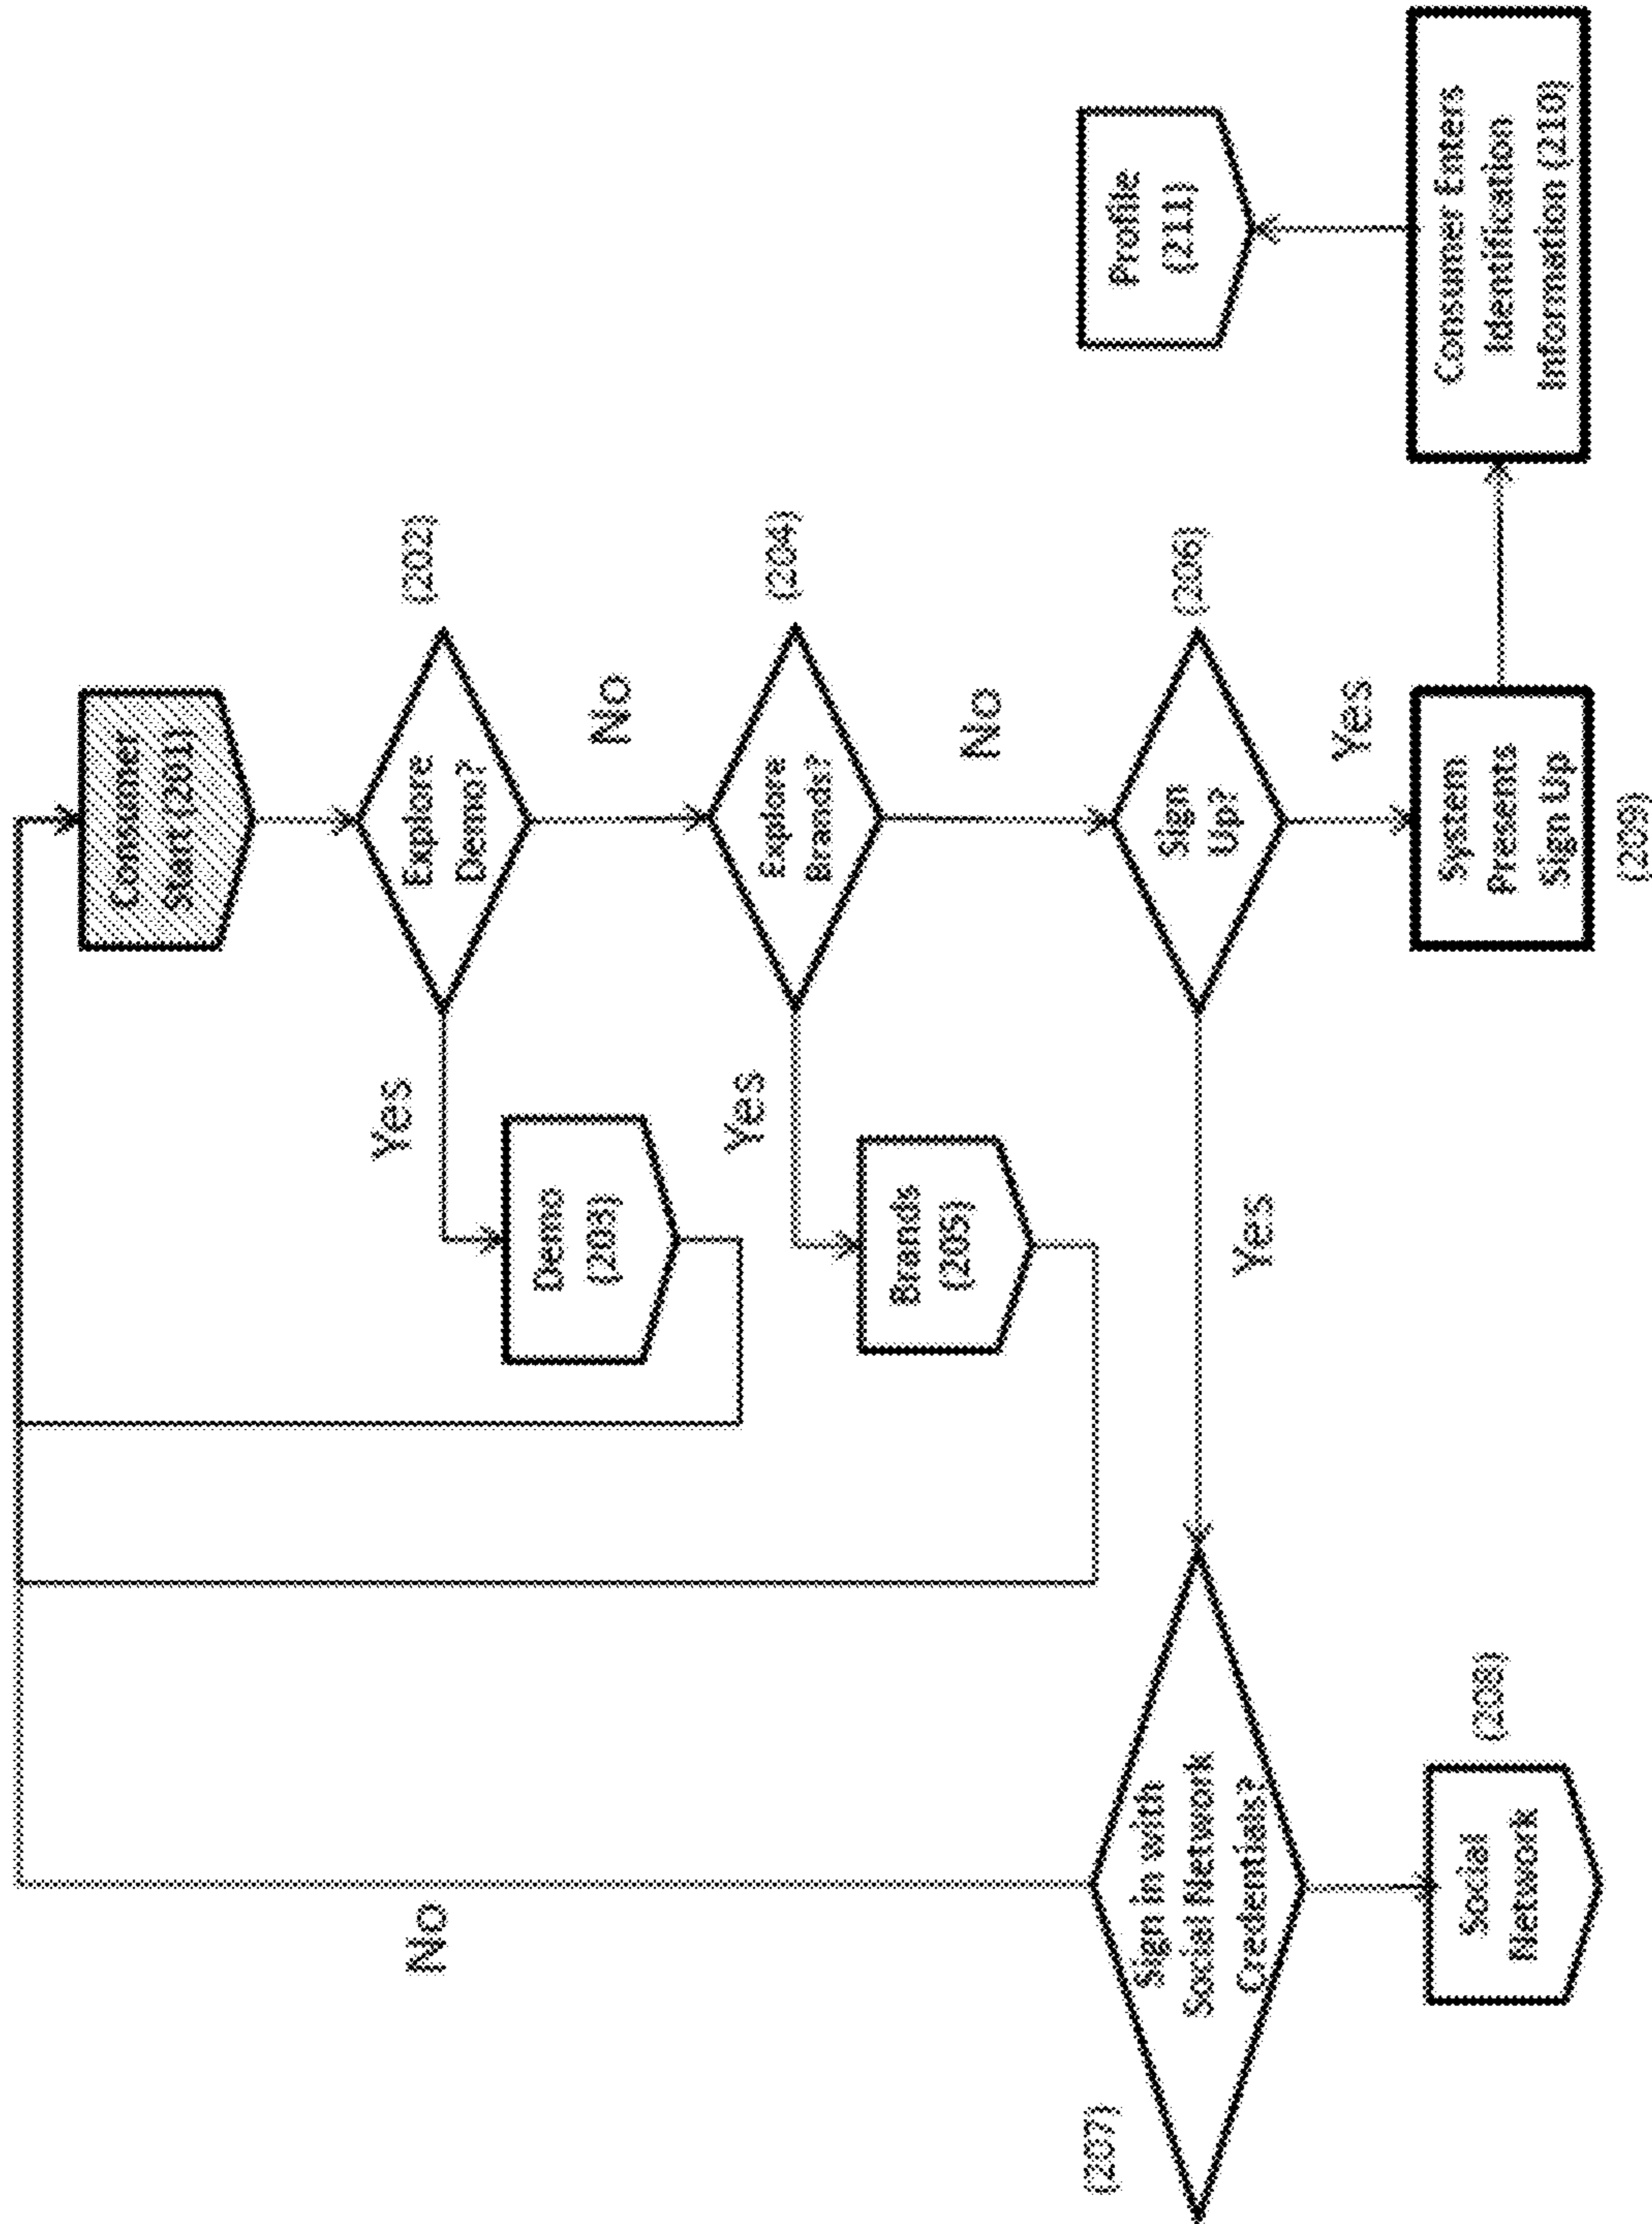 Consumer
Start (201)
Explore
Demo?
(202)
Yes
No
Demo
(203)
Explore
Brands?
(204)
Yes
No
Brands
(205)
Sign
Up?
(206)
Yes
Yes
Sign in with
Social Network
Credentials?
(207)
No
Social
Network
(208)
System
Presents
Sign Up
(209)
Consumer Enters
Identification
Information (210)
Profile
(211)